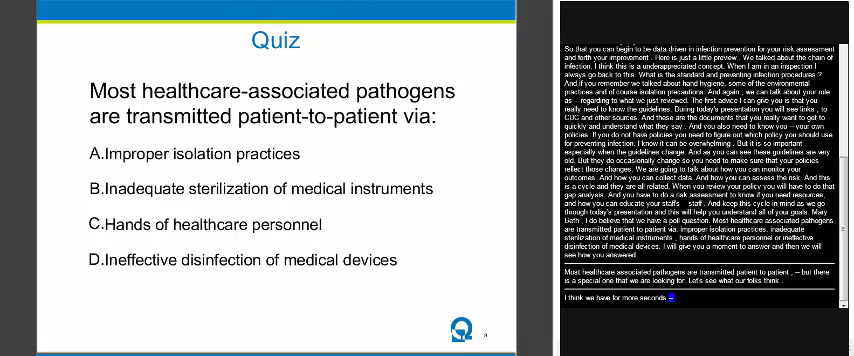 Quiz
Most healthcare-associated pathogens
are transmitted patient-to-patient via:
A.Improper isolation practices
B.Inadequate sterilization of medical instruments
C.Hands of healthcare personnel
D.Ineffective disinfection of medical devices
9
So that you can begin to be data driven in infection prevention for your risk assessment
and forth your improvement . Here is just a little preview . We talked about the chain of
infection. I think this is a underappreciated concept. When I am in an inspection I
always go back to this. What is the standard and preventing infection procedures ?
And if you remember we talked about hand hygiene, some of the environmental
practices and of course isolation precautions. And again , we can talk about your role
as -- regarding to what we just reviewed. The first advice I can give you is that you
really need to know the guidelines. During today's presentation you will see links , to
CDC and other sources. And these are the documents that you really want to get to
quickly and understand what they say . And you also need to know you -- your own
policies. If you do not have policies you need to figure out which policy you should use
for preventing infection. I know it can be overwhelming . But it is so important
especially when the guidelines change. And as you can see these guidelines are very
old. But they do occasionally change so you need to make sure that your policies
reflect those changes. We are going to talk about how you can monitor your
outcomes. And how you can collect data. And how you can assess the risk. And this
is a cycle and they are all related. When you review your policy you will have to do that
gap analysis. And you have to do a risk assessment to know if you need resources,
and how you can educate your staffs -- staff . And keep this cycle in mind as we go
through today's presentation and this will help you understand all of your goals. Mary
Beth , I do believe that we have a poll question. Most healthcare associated pathogens
are transmitted patient to patient via, improper isolation practices, inadequate
sterilization of medical instruments , hands of healthcare personnel or ineffective
disinfection of medical devices. I will give you a moment to answer and then we will
see how you answered.
Most healthcare associated pathogens are transmitted patient to patient , -- but there
is a special one that we are looking for. Let's see what our folks think .
I think we have for more seconds --